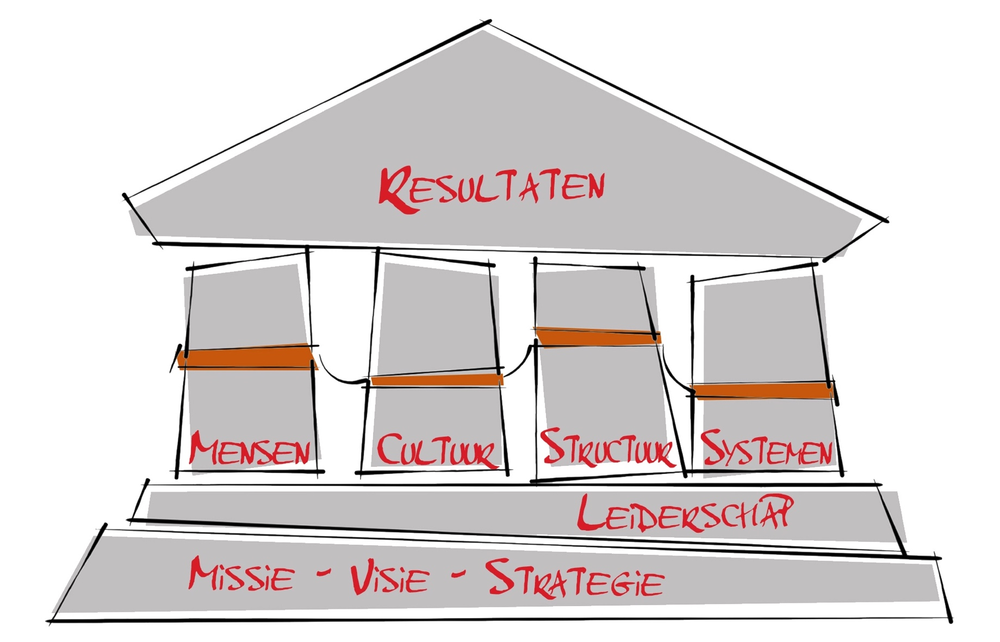 Resultaten
Mensen Cultuur Structuur Systemen
Leiderschap
Missie - Visie - Strategie